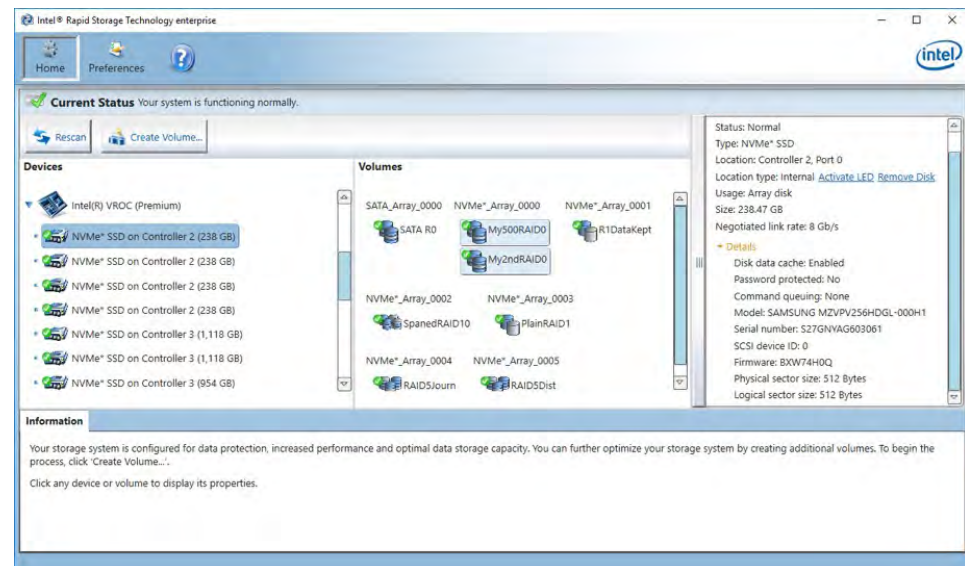 Intel® Rapid Storage Technology enterprise
Home Preferences
intel
Current Status Your system is functioning normally.
Rescan Create Volume...
Devices
Intel(R) VROC (Premium)
NVMe* SSD on Controller 2 (238 GB)
NVMe* SSD on Controller 2 (238 GB)
NVMe* SSD on Controller 2 (238 GB)
NVMe* SSD on Controller 2 (238 GB)
NVMe* SSD on Controller 3 (1,118 GB)
NVMe* SSD on Controller 3 (1,118 GB)
NVMe* SSD on Controller 3 (954 GB)
Volumes
SATA_Array_0000 NVMe*_Array_0000 NVMe*_Array_0001
SATA R0 My500RAID0 R1DataKept
My2ndRAID0
NVMe*_Array_0002 NVMe*_Array_0003
SpanedRAID10 PlainRAID1
NVMe*_Array_0004 NVMe*_Array_0005
RAID5Journ RAID5Dist
Status: Normal
Type: NVMe* SSD
Location: Controller 2, Port 0
Location type: Internal Activate LED Remove Disk
Usage: Array disk
Size: 238.47 GB
Negotiated link rate: 8 Gb/s
Details
Disk data cache: Enabled
Password protected: No
Command queuing: None
Model: SAMSUNG MZVPV256HDGL-000H1
Serial number: S27GNYAG603061
SCSI device ID: 0
Firmware: BXW74H0Q
Physical sector size: 512 Bytes
Logical sector size: 512 Bytes
Information
Your storage system is configured for data protection, increased performance and optimal data storage capacity. You can further optimize your storage system by creating additional volumes. To begin the
process, click 'Create Volume...'.
Click any device or volume to display its properties.